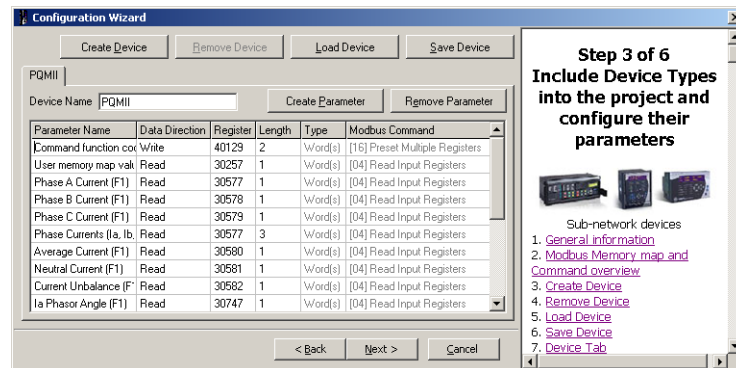 Configuration Wizard
Create Device Remove Device Load Device Save Device
PQMII
Device Name PQMII Create Parameter Remove Parameter
Parameter Name Data Direction Register Length Type Modbus Command
Command function co Write 40129 2 Word(s) [16] Preset Multiple Registers
User memory map valu Read 30257 1 Word(s) [04] Read Input Registers
Phase A Current (F1) Read 30577 1 Word(s) [04] Read Input Registers
Phase B Current (F1) Read 30578 1 Word(s) [04] Read Input Registers
Phase C Current (F1) Read 30579 1 Word(s) [04] Read Input Registers
Phase Currents (Ia, Ib, Read 30577 3 Word(s) [04] Read Input Registers
Average Current (F1) Read 30580 1 Word(s) [04] Read Input Registers
Neutral Current (F1) Read 30581 1 Word(s) [04] Read Input Registers
Current Unbalance (F Read 30582 1 Word(s) [04] Read Input Registers
Ia Phasor Angle (F1) Read 30747 1 Word(s) [04] Read Input Registers
< Back Next > Cancel
Step 3 of 6
Include Device Types
into the project and
configure their
parameters
Sub-network devices
1. General information
2. Modbus Memory map and
Command overview
3. Create Device
4. Remove Device
5. Load Device
6. Save Device
7. Device Tab